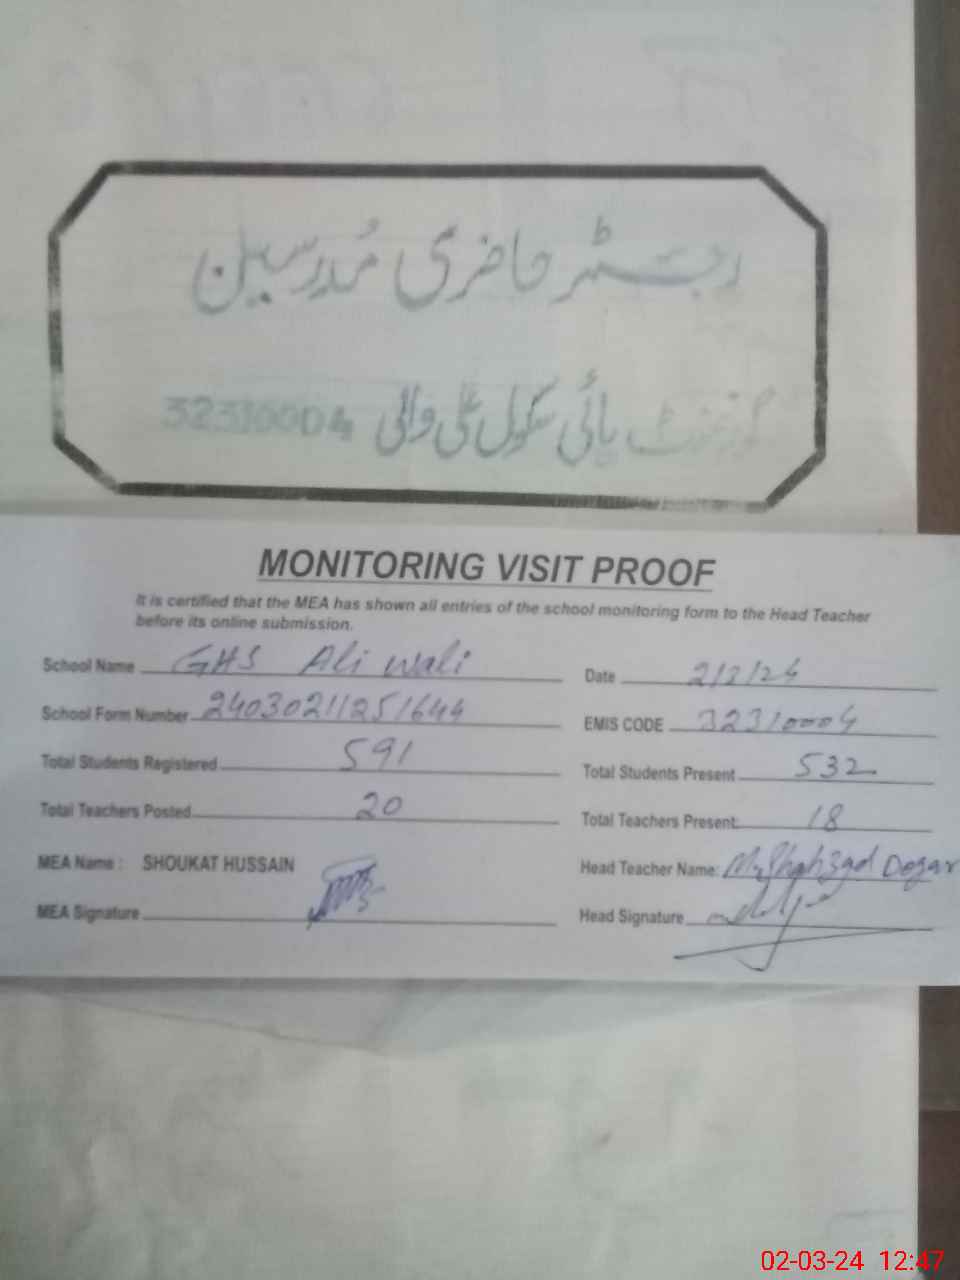 رجسٹر حاضری مُدرسین
گورنمنٹ ہائی سکول علی والی 32310004
MONITORING VISIT PROOF
It is certified that the MEA has shown all entries of the school monitoring form to the Head Teacher
before its online submission.
School Name GHS Ali wali Date 2/3/24
School Form Number 24030211251644 EMIS CODE 32310004
Total Students Registered 591 Total Students Present 532
Total Teachers Posted 20 Total Teachers Present: 18
MEA Name : SHOUKAT HUSSAIN Head Teacher Name: Mr Shahzad Dogar
MEA Signature Head Signature
02-03-24 12:47